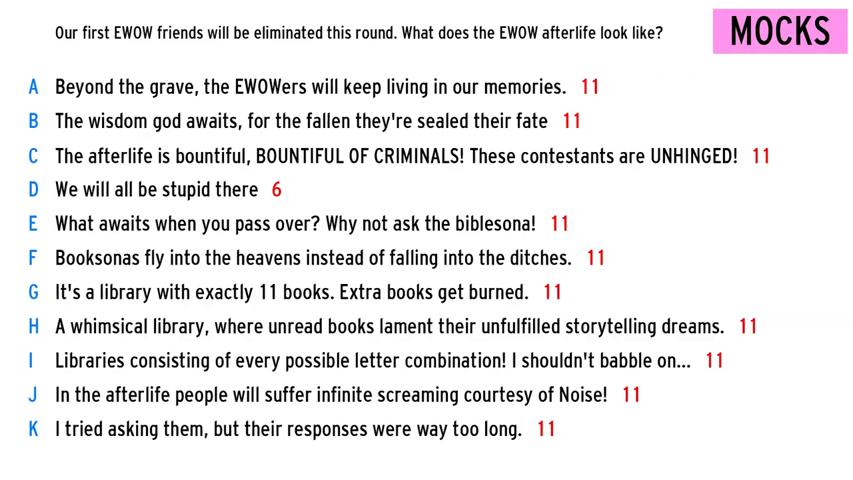 Our first EWOW friends will be eliminated this round. What does the EWOW afterlife look like?
MOCKS
A Beyond the grave, the EWOWers will keep living in our memories. 11
B The wisdom god awaits, for the fallen they're sealed their fate 11
C The afterlife is bountiful, BOUNTIFUL OF CRIMINALS! These contestants are UNHINGED! 11
D We will all be stupid there 6
E What awaits when you pass over? Why not ask the biblesona! 11
F Booksonas fly into the heavens instead of falling into the ditches. 11
G It's a library with exactly 11 books. Extra books get burned. 11
H A whimsical library, where unread books lament their unfulfilled storytelling dreams. 11
I Libraries consisting of every possible letter combination! I shouldn't babble on... 11
J In the afterlife people will suffer infinite screaming courtesy of Noise! 11
K I tried asking them, but their responses were way too long. 11